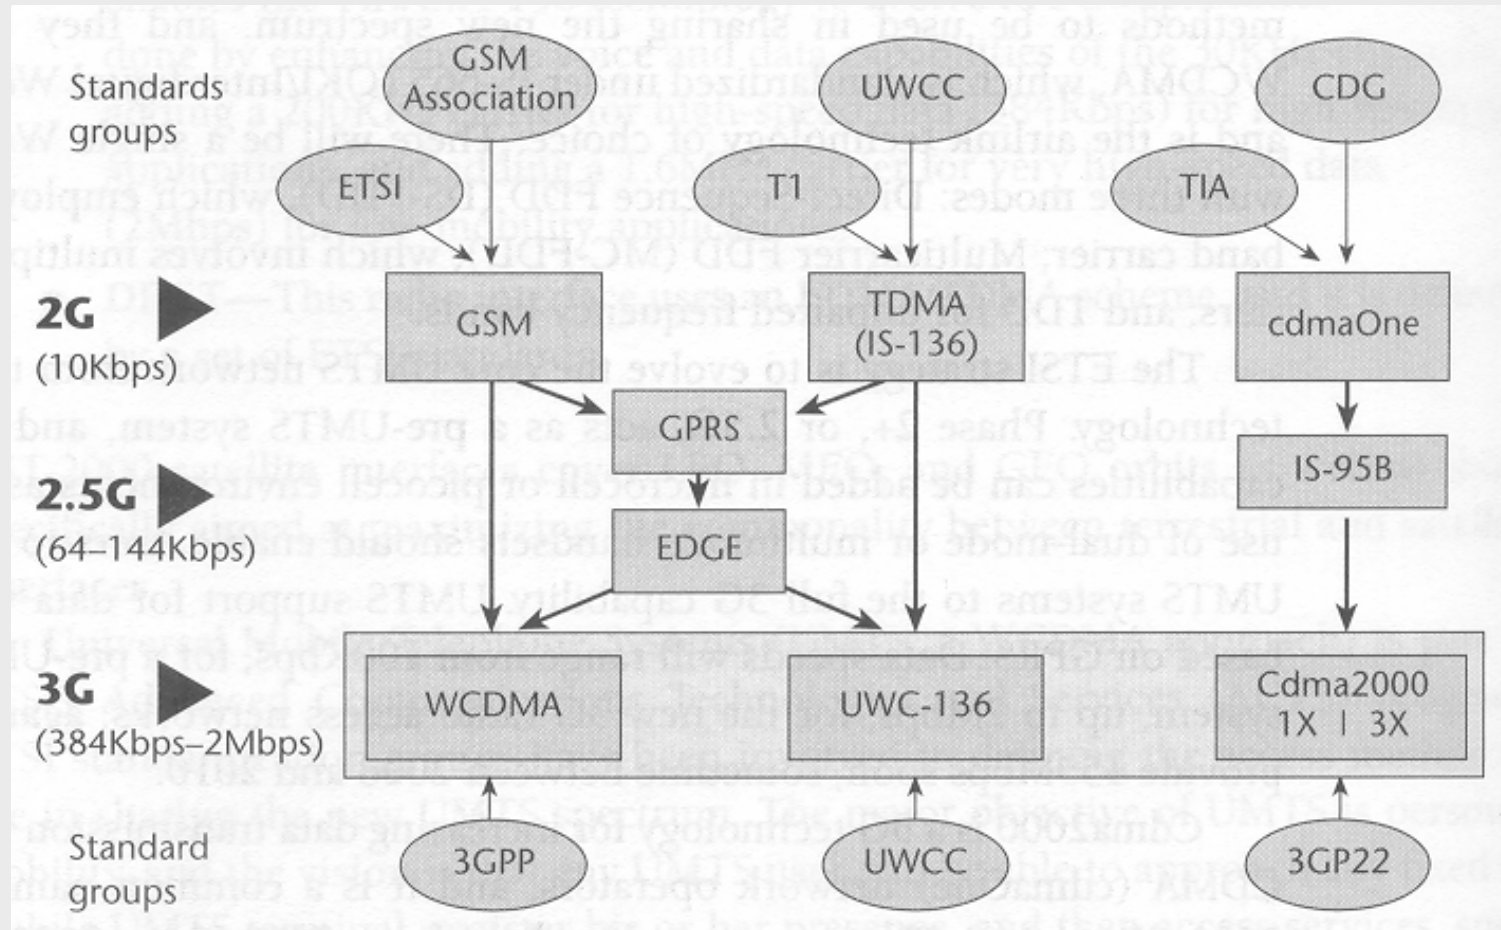 Standards
groups
GSM
Association
UWCC
CDG
ETSI
T1
TIA
2G
(10Kbps)
GSM
TDMA
(IS-136)
cdmaOne
GPRS
IS-95B
2.5G
(64–144Kbps)
EDGE
3G
(384Kbps–2Mbps)
WCDMA
UWC-136
Cdma2000
1X | 3X
Standard
groups
3GPP
UWCC
3GP22